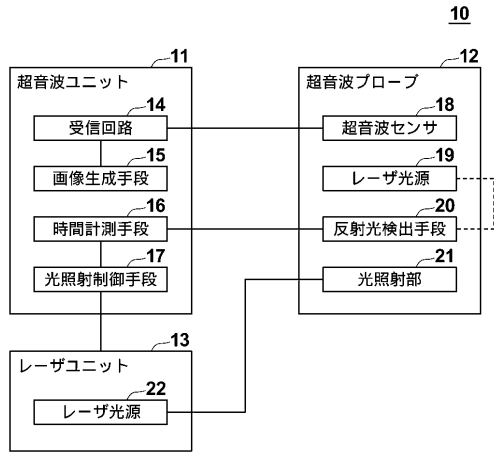 10
11
超音波ユニット
14
受信回路
15
画像生成手段
16
時間計測手段
17
光照射制御手段
12
超音波プローブ
18
超音波センサ
19
レーザ光源
20
反射光検出手段
21
光照射部
13
レーザユニット
22
レーザ光源